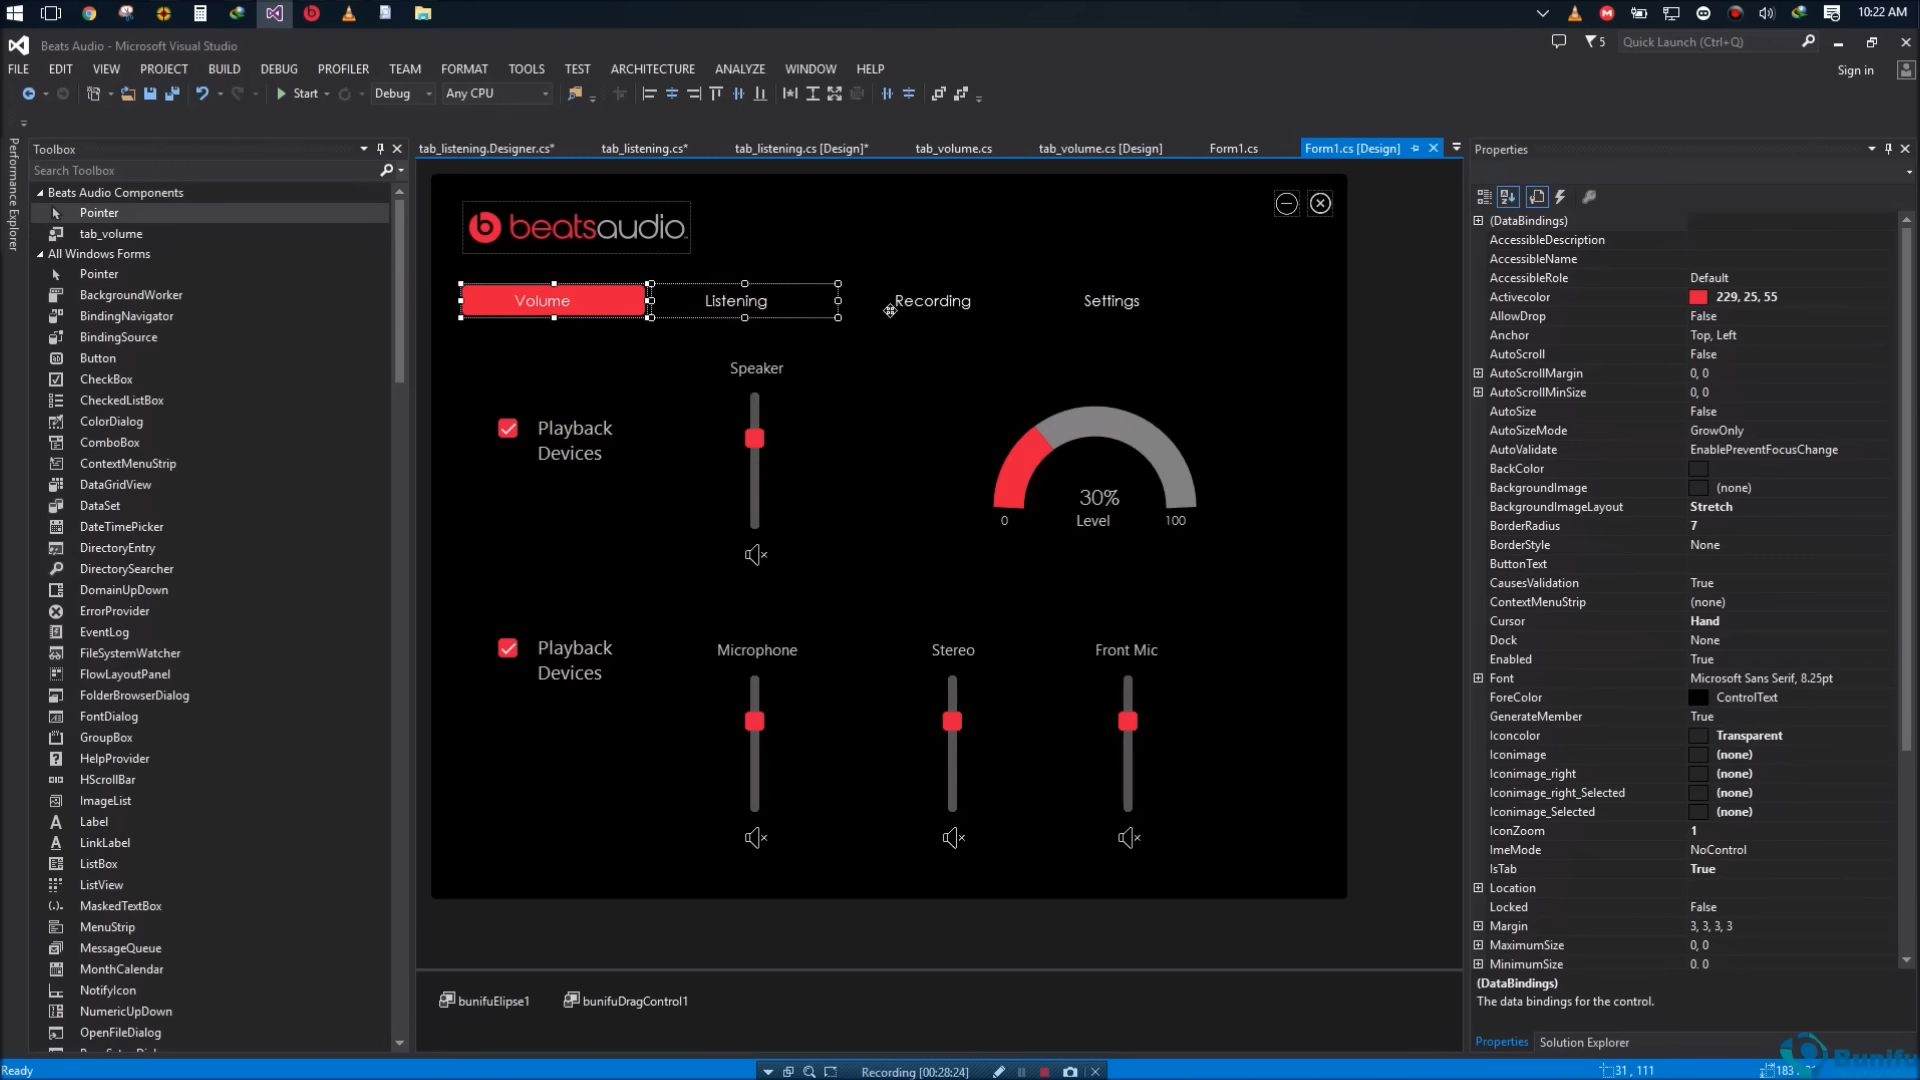 10:22 AM
Beats Audio - Microsoft Visual Studio
5
Quick Launch (Ctrl+Q)
FILE EDIT VIEW PROJECT BUILD DEBUG PROFILER TEAM FORMAT TOOLS TEST ARCHITECTURE ANALYZE WINDOW HELP
Sign in
Start
Debug
Any CPU
Performance Explorer
Toolbox
Search Toolbox
Beats Audio Components
Pointer
tab_volume
All Windows Forms
Pointer
BackgroundWorker
BindingNavigator
BindingSource
Button
CheckBox
CheckedListBox
ColorDialog
ComboBox
ContextMenuStrip
DataGridView
DataSet
DateTimePicker
DirectoryEntry
DirectorySearcher
DomainUpDown
ErrorProvider
EventLog
FileSystemWatcher
FlowLayoutPanel
FolderBrowserDialog
FontDialog
GroupBox
HelpProvider
HScrollBar
ImageList
Label
LinkLabel
ListBox
ListView
MaskedTextBox
MenuStrip
MessageQueue
MonthCalendar
NotifyIcon
NumericUpDown
OpenFileDialog
tab_listening.Designer.cs*
tab_listening.cs*
tab_listening.cs [Design]*
tab_volume.cs
tab_volume.cs [Design]
Form1.cs
Form1.cs [Design]
beatsaudio
Volume
Listening
Recording
Settings
Speaker
Playback
Devices
30%
Level
0
100
Playback
Devices
Microphone
Stereo
Front Mic
bunifuElipse1
bunifuDragControl1
Properties
(DataBindings)
AccessibleDescription
AccessibleName
AccessibleRole Default
Activecolor 229, 25, 55
AllowDrop False
Anchor Top, Left
AutoScroll False
AutoScrollMargin 0, 0
AutoScrollMinSize 0, 0
AutoSize False
AutoSizeMode GrowOnly
AutoValidate EnablePreventFocusChange
BackColor
BackgroundImage (none)
BackgroundImageLayout Stretch
BorderRadius 7
BorderStyle None
ButtonText
CausesValidation True
ContextMenuStrip (none)
Cursor Hand
Dock None
Enabled True
Font Microsoft Sans Serif, 8.25pt
ForeColor ControlText
GenerateMember True
Iconcolor Transparent
Iconimage (none)
Iconimage_right (none)
Iconimage_right_Selected (none)
Iconimage_Selected (none)
IconZoom 1
ImeMode NoControl
IsTab True
Location
Locked False
Margin 3, 3, 3, 3
MaximumSize 0, 0
MinimumSize 0, 0
(DataBindings)
The data bindings for the control.
Properties
Solution Explorer
Ready
Recording [00:28:24]
31 , 111
183